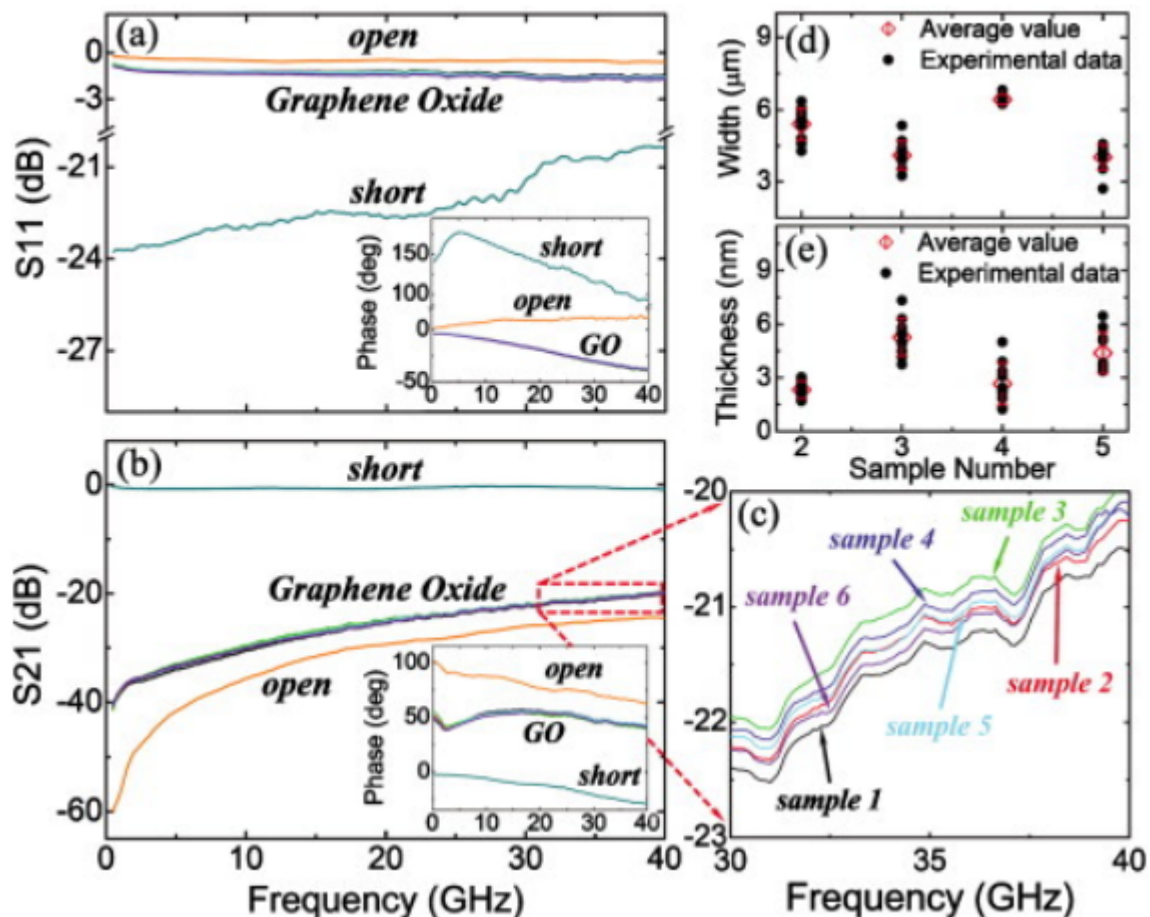 (a)
open
Graphene Oxide
short
0
-3
-21
-24
-27
S11 (dB)
150
100
0
-50
Phase (deg)
short
open
GO
0 10 20 30 40
(d)
Average value
Experimental data
9
6
3
Width (μm)
(e)
Average value
Experimental data
9
6
3
0
Thickness (nm)
2 3 4 5
Sample Number
(b)
short
Graphene Oxide
open
0
-20
-40
-60
S21 (dB)
100
50
0
Phase (deg)
open
GO
short
0 10 20 30 40
0 10 20 30 40
Frequency (GHz)
(c)
-20
-21
-22
-23
sample 3
sample 4
sample 6
sample 2
sample 5
sample 1
30 35 40
Frequency (GHz)